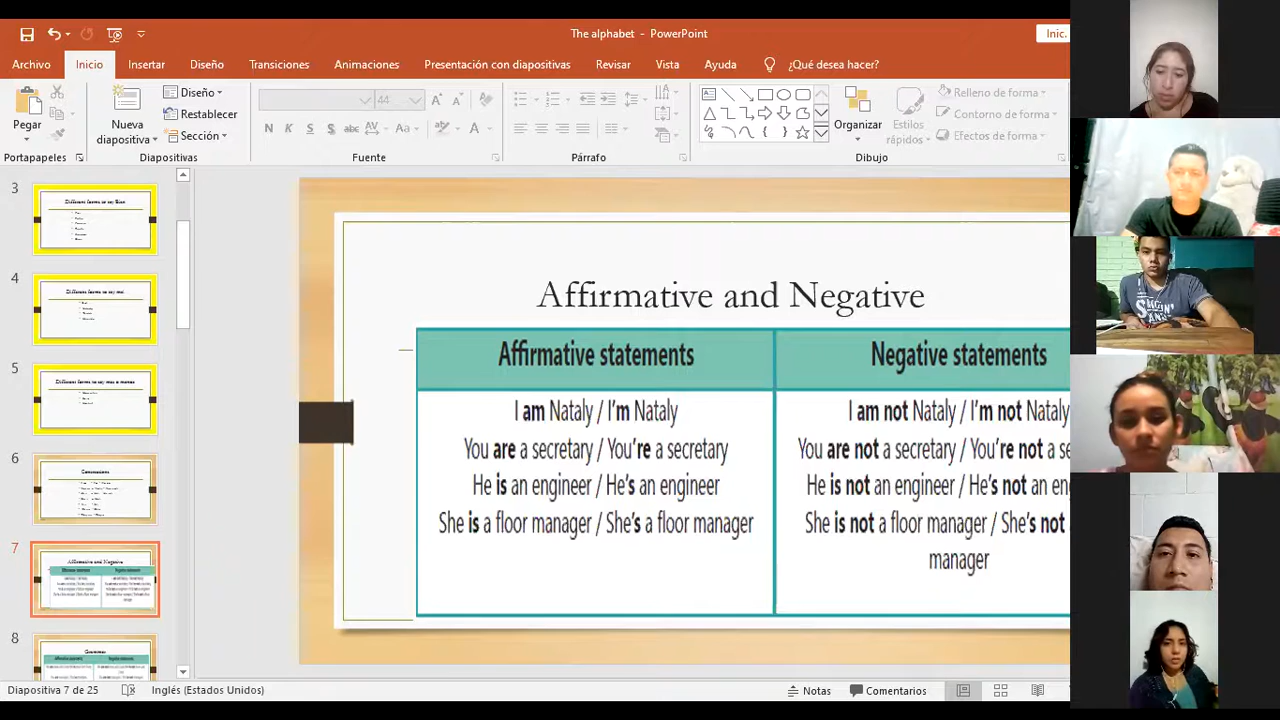 The alphabet - PowerPoint
Inic.
Archivo
Inicio
Insertar
Diseño
Transiciones
Animaciones
Presentación con diapositivas
Revisar
Vista
Ayuda
¿Qué desea hacer?
Pegar
Nueva diapositiva
Diseño
Restablecer
Sección
44
N K S S abc AV Aa A
Organizar
Estilos rápidos
Relleno de forma
Contorno de forma
Efectos de forma
Portapapeles
Diapositivas
Fuente
Párrafo
Dibujo
3
4
5
6
7
Affirmative and Negative
8
Affirmative and Negative
Affirmative statements
Negative statements
I am Nataly / I'm Nataly
You are a secretary / You're a secretary
He is an engineer / He's an engineer
She is a floor manager / She's a floor manager
I am not Nataly / I'm not Nataly
You are not a secretary / You're not a se
He is not an engineer / He's not an eng
She is not a floor manager / She's not
manager
Diapositiva 7 de 25
Inglés (Estados Unidos)
Notas
Comentarios